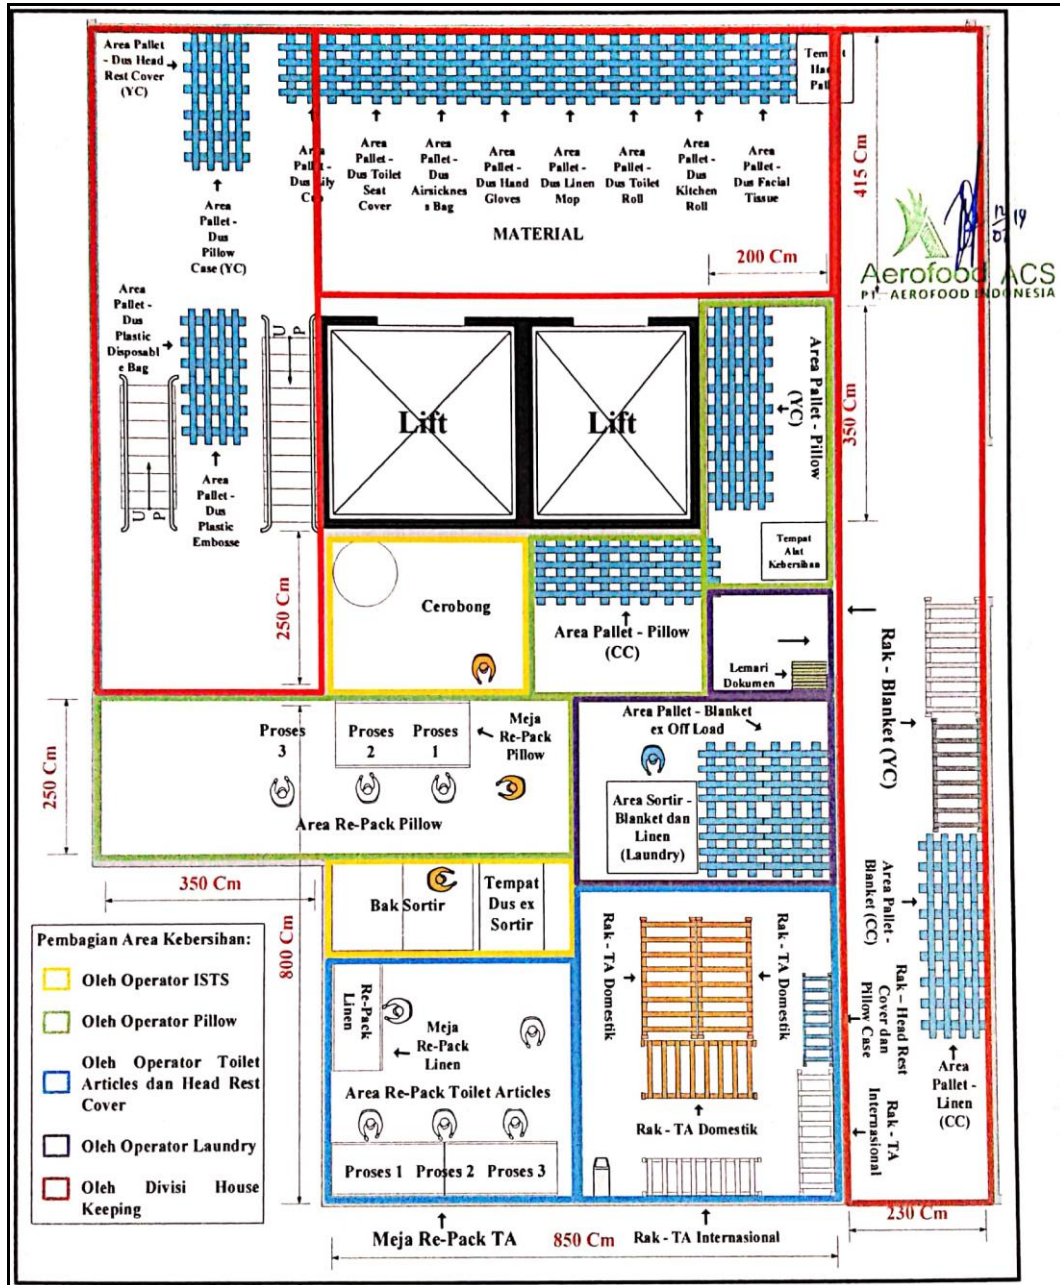 Area Pallet
- Dus Head
Rest Cover
(YC)
Area
Pallet -
Dus
Pillow
Case (YC)
Area
Pallet -
Dus Lily
Cup
Area
Pallet -
Dus Toilet
Seat
Cover
Area
Pallet -
Dus
Airsicknes
s Bag
Area
Pallet -
Dus Hand
Gloves
Area
Pallet -
Dus Linen
Mop
Area
Pallet -
Dus Toilet
Roll
Area
Pallet -
Dus
Kitchen
Roll
Area
Pallet -
Dus Facial
Tissue
MATERIAL
200 Cm
415 Cm
12
07
19
Aerofood ACS
PT. AEROFOOD INDONESIA
Area
Pallet -
Dus
Plastic
Disposabl
e Bag
Area
Pallet -
Dus
Plastic
Embosse
UP
UP
Lift
Lift
Area Pallet - Pillow
(YC)
350 Cm
Tempat
Alat
Kebersihan
250 Cm
Cerobong
Area Pallet - Pillow
(CC)
Lemari
Dokumen
Rak - Blanket (YC)
250 Cm
Proses
3
Proses
2
Proses
1
Meja
Re-Pack
Pillow
Area Re-Pack Pillow
Area Pallet - Blanket
ex Off Load
Area Sortir -
Blanket dan
Linen
(Laundry)
350 Cm
800 Cm
Bak Sortir
Tempat
Dus ex
Sortir
Area Pallet -
Blanket (CC)
Rak - Head Rest
Cover dan
Pillow Case
Area
Pallet -
Linen
(CC)
Rak - TA
Internasional
Rak - TA Domestik
Rak - TA Domestik
Rak - TA Domestik
Re-Pack
Linen
Meja
Re-Pack
Linen
Area Re-Pack Toilet Articles
Proses 1
Proses 2
Proses 3
Meja Re-Pack TA
850 Cm
Rak - TA Internasional
230 Cm
Pembagian Area Kebersihan:
Oleh Operator ISTS
Oleh Operator Pillow
Oleh Operator Toilet
Articles dan Head Rest
Cover
Oleh Operator Laundry
Oleh Divisi House
Keeping